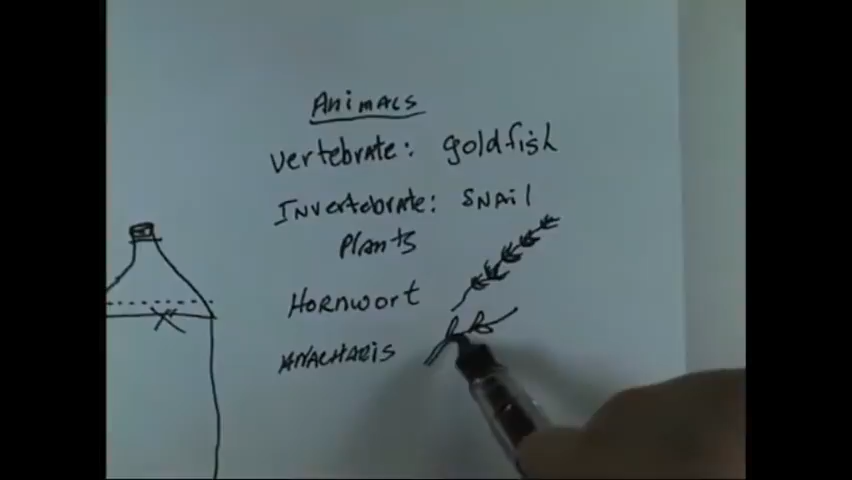 Animals
Vertebrate: goldfish
Invertebrate: Snail
Plants
Hornwort
Anacharis